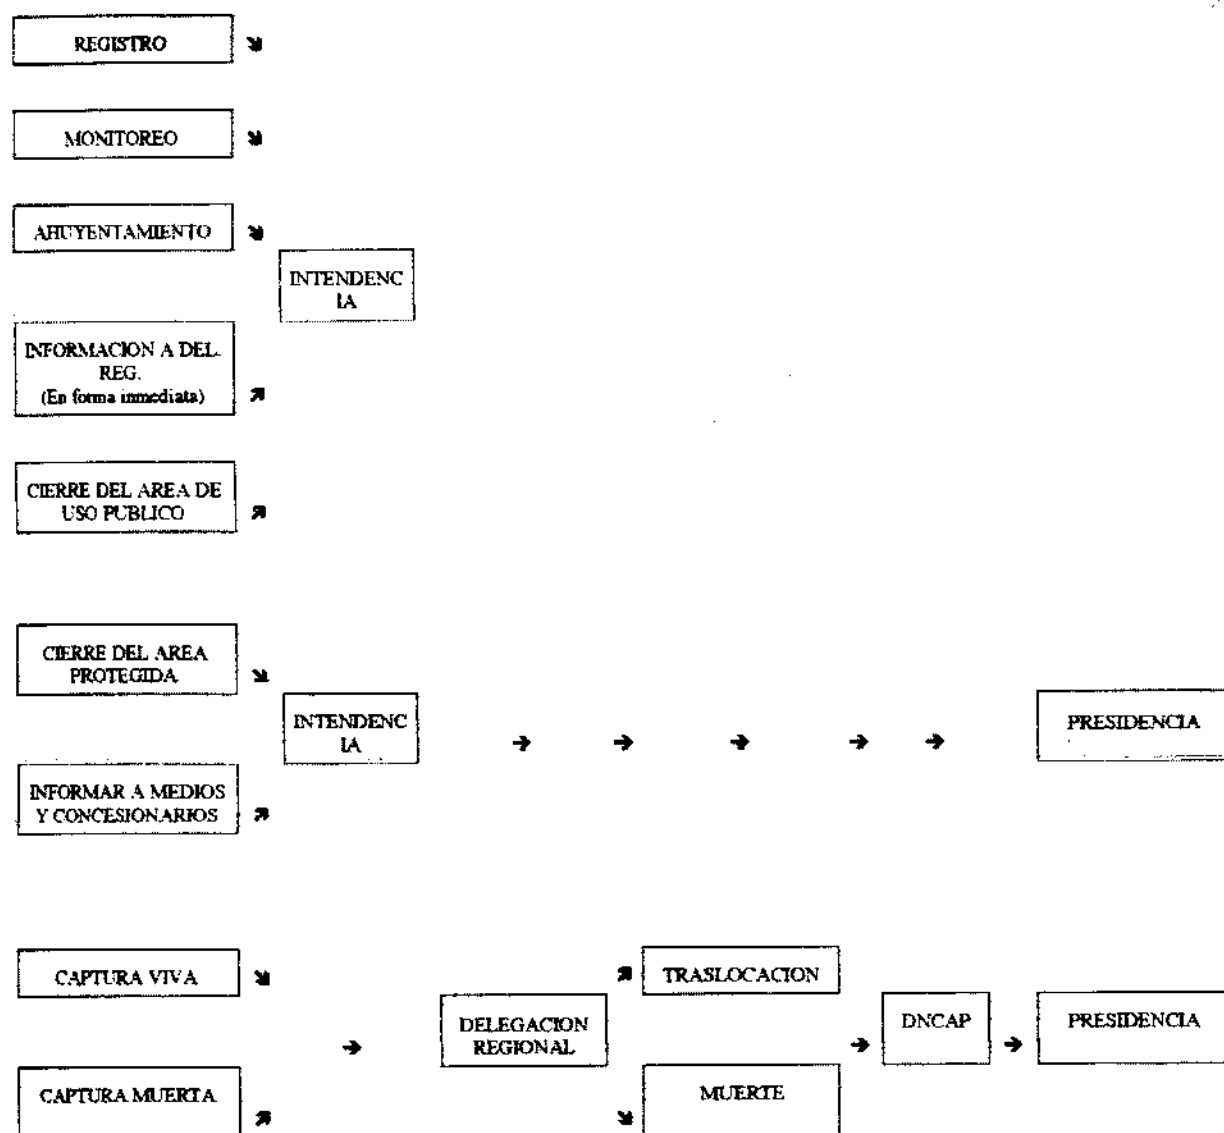 REGISTRO
MONITOREO
AHUYENTAMIENTO
INTENDENC
IA
INFORMACION A DEL.
REG.
(En forma inmediata)
CIERRE DEL AREA DE
USO PUBLICO
CIERRE DEL AREA
PROTEGIDA
INTENDENC
IA
PRESIDENCIA
INFORMAR A MEDIOS
Y CONCESIONARIOS
CAPTURA VIVA
TRASLOCACION
DELEGACION
REGIONAL
DNCAP
PRESIDENCIA
CAPTURA MUERTA
MUERTE